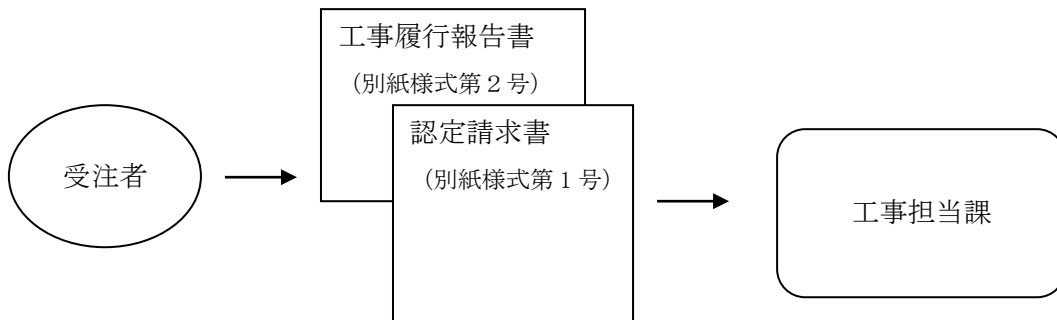 工事履行報告書
(別紙様式第2号)
認定請求書
(別紙様式第1号)
受注者
工事担当課